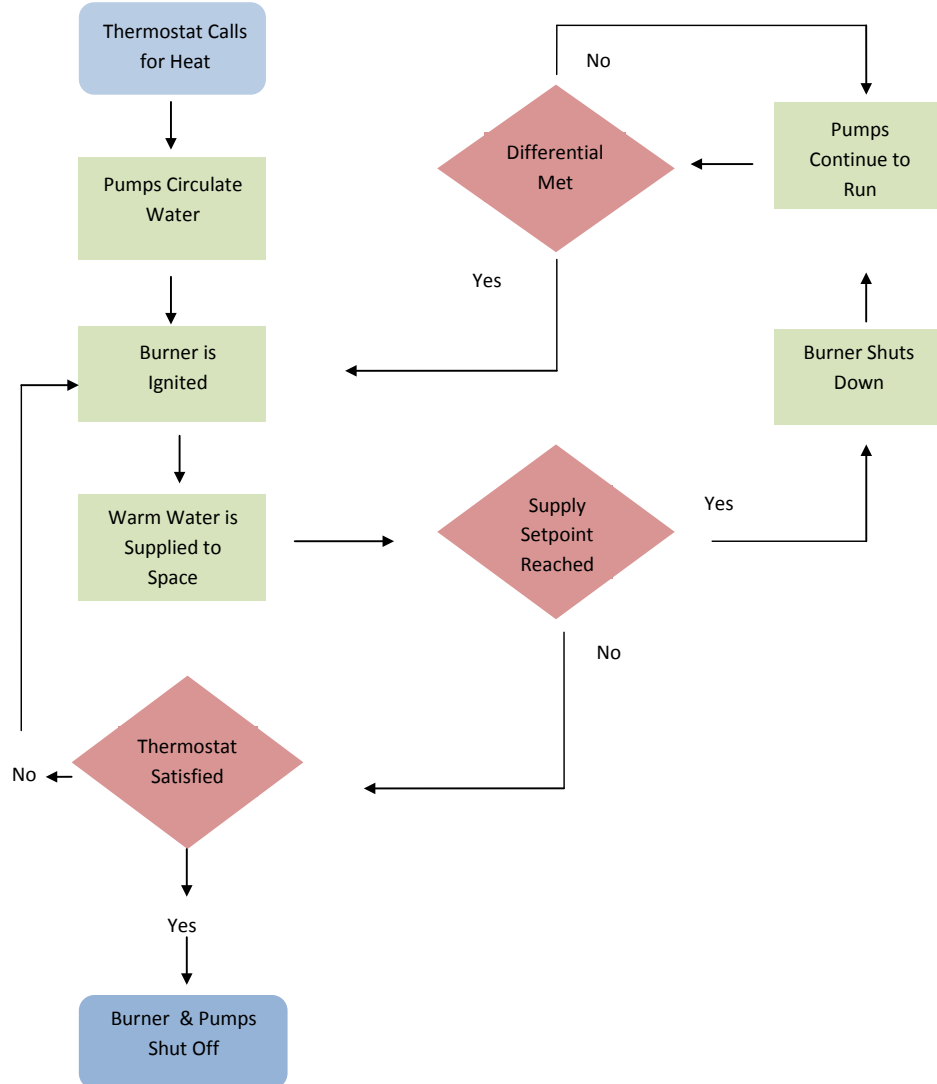 Thermostat Calls
for Heat
Pumps Circulate
Water
Burner is
Ignited
Warm Water is
Supplied to
Space
Supply
Setpoint
Reached
Yes
No
Burner Shuts
Down
Pumps
Continue to
Run
Differential
Met
No
Yes
Thermostat
Satisfied
No
Yes
Burner & Pumps
Shut Off